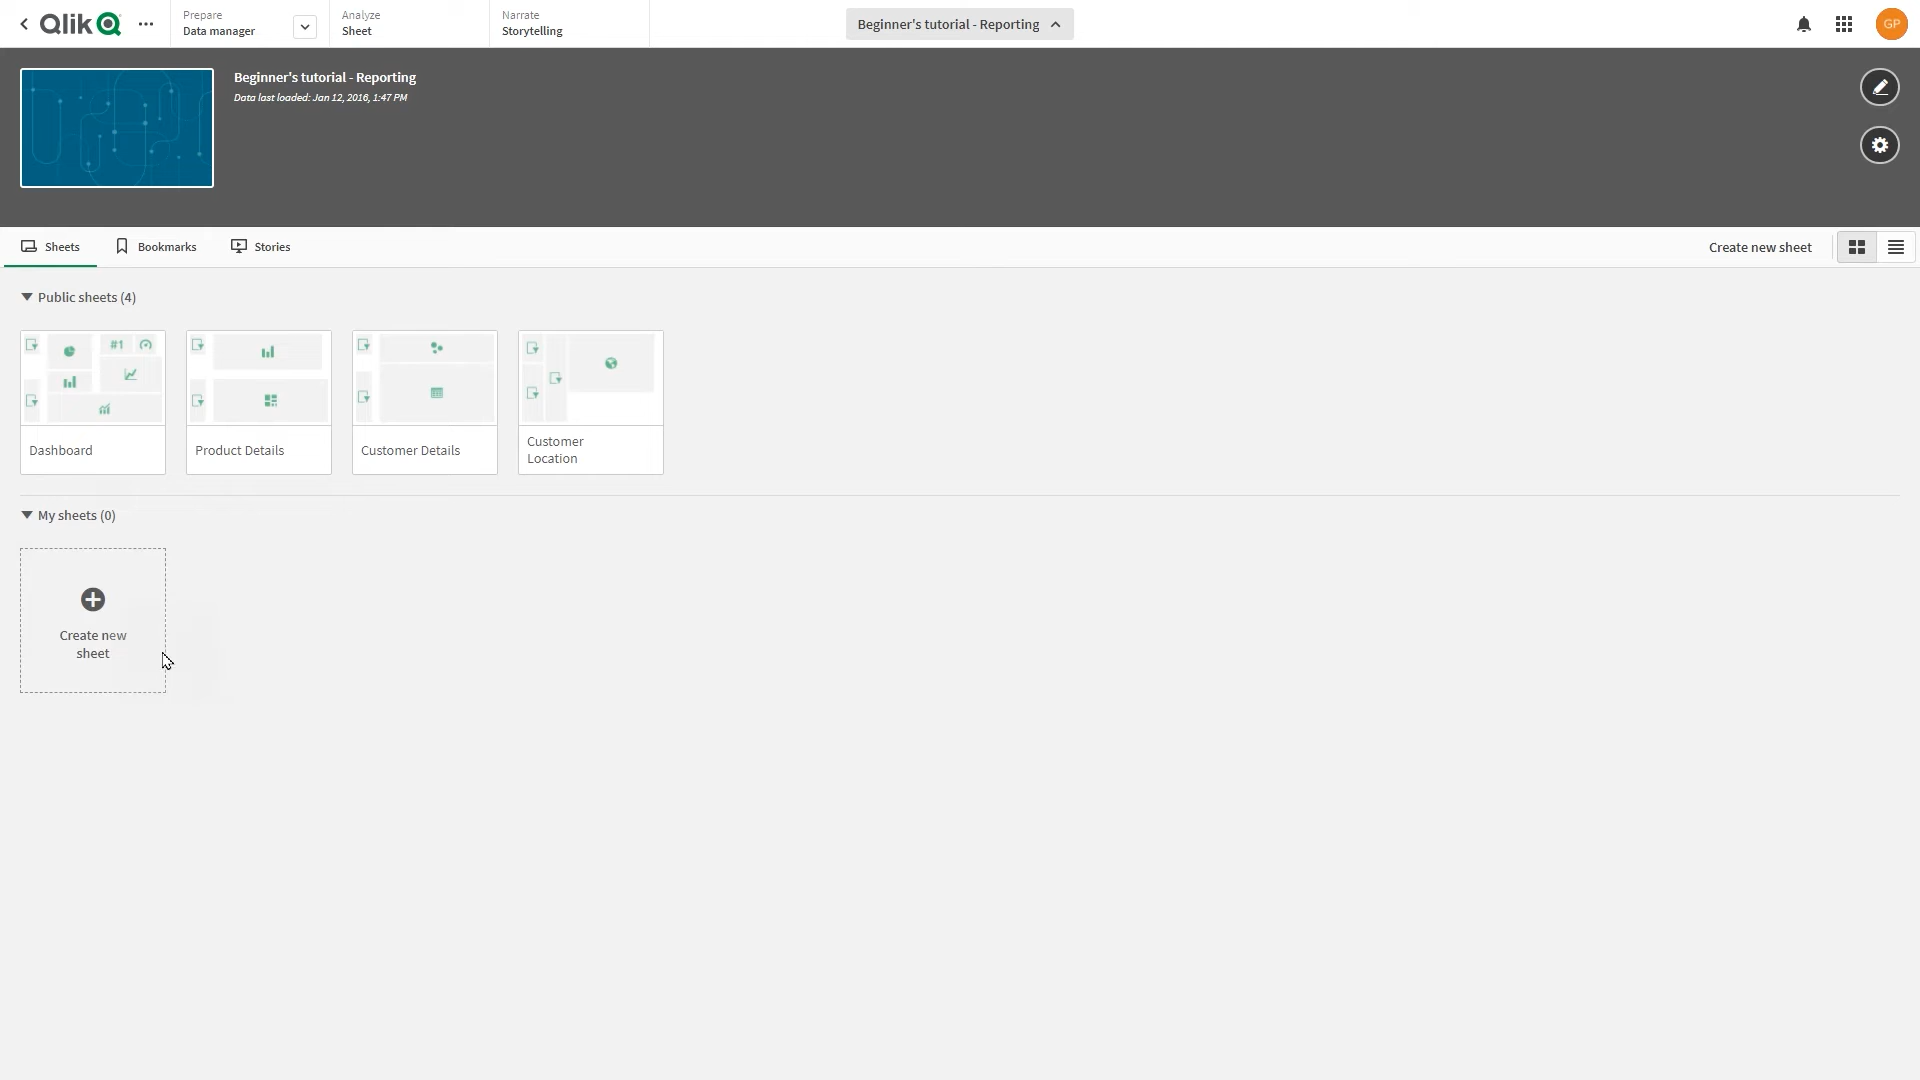 Qlik
Prepare
Data manager
Analyze
Sheet
Narrate
Storytelling
Beginner's tutorial - Reporting
GP
Beginner's tutorial - Reporting
Data last loaded: Jan 12, 2016, 1:47 PM
Sheets
Bookmarks
Stories
Create new sheet
Public sheets (4)
#1
Dashboard
Product Details
Customer Details
Customer
Location
My sheets (0)
Create new
sheet